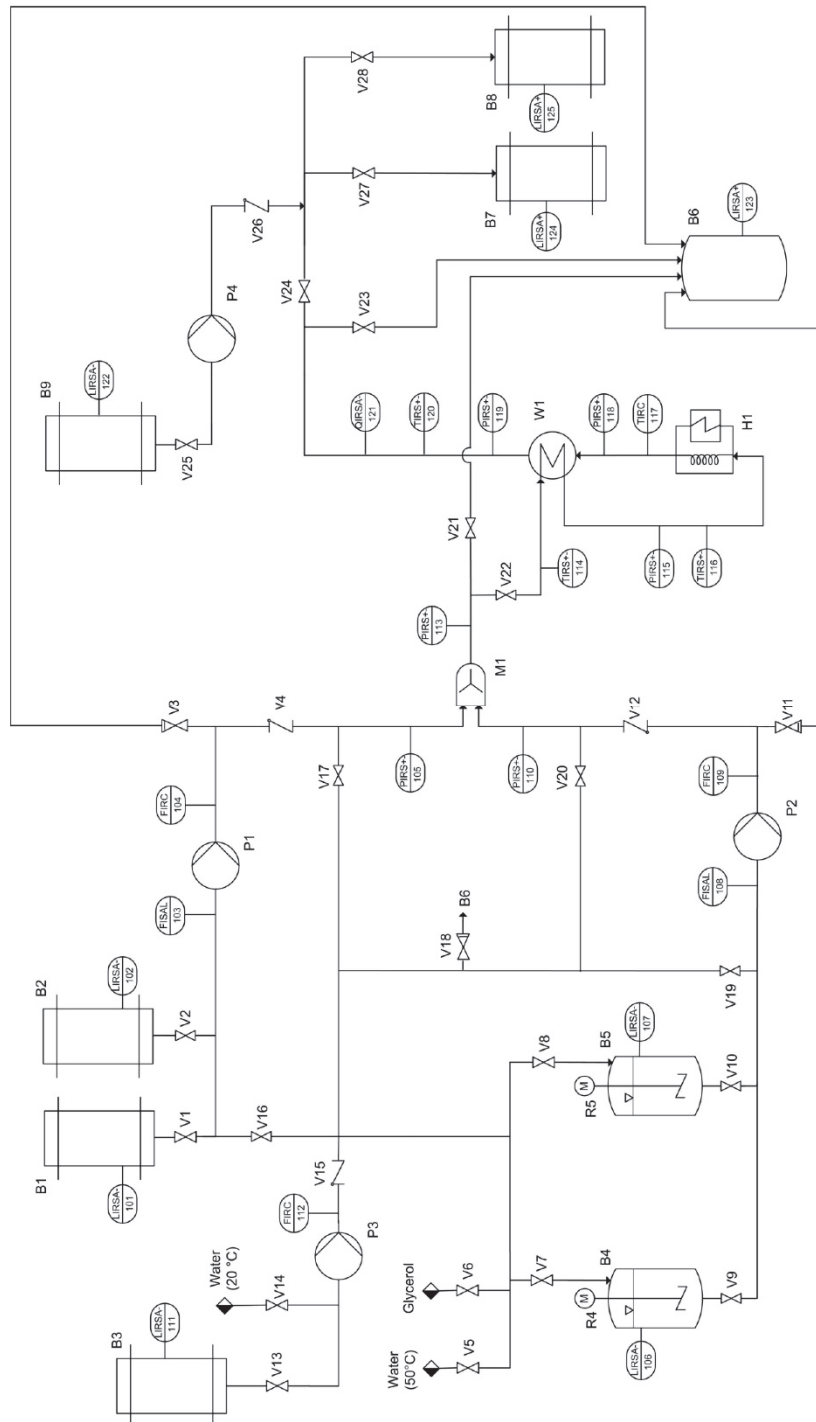 B1
LIRSA-
101
V1
B2
LIRSA-
102
V2
B3
LIRSA-
111
V13
Water
(20 °C)
V14
P3
FIRC
112
V15
V16
FISAL
103
P1
FIRC
104
V3
V4
V17
PIRS+-
105
Water
(50°C)
V5
Glycerol
V6
V7
V8
R4
M
B4
LIRSA-
106
V9
R5
M
B5
LIRSA-
107
V10
V18
B6
V19
V20
FISAL
108
P2
FIRC
109
V11
V12
PIRS+-
110
M1
PIRS+-
113
V21
V22
TIRS+-
114
W1
PIRS+-
115
TIRS+-
116
H1
TIRC
117
PIRS+-
118
PIRS+-
119
TIRS+-
120
QIRSA-
121
B9
LIRSA-
122
V25
P4
V26
V24
V23
V27
V28
B7
LIRSA+
124
B8
LIRSA+
125
B6
LIRSA+
123